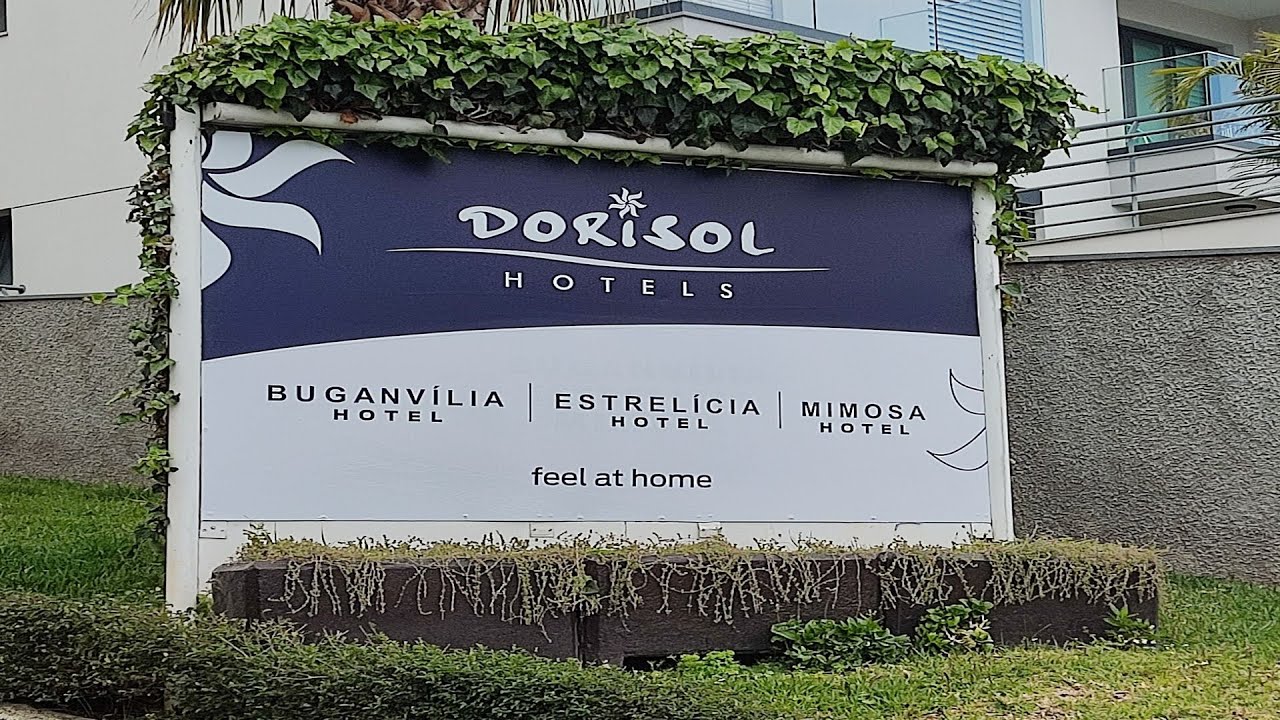 DORISOL
HOTELS
BUGANVÍLIA HOTEL | ESTRELÍCIA HOTEL | MIMOSA HOTEL
feel at home